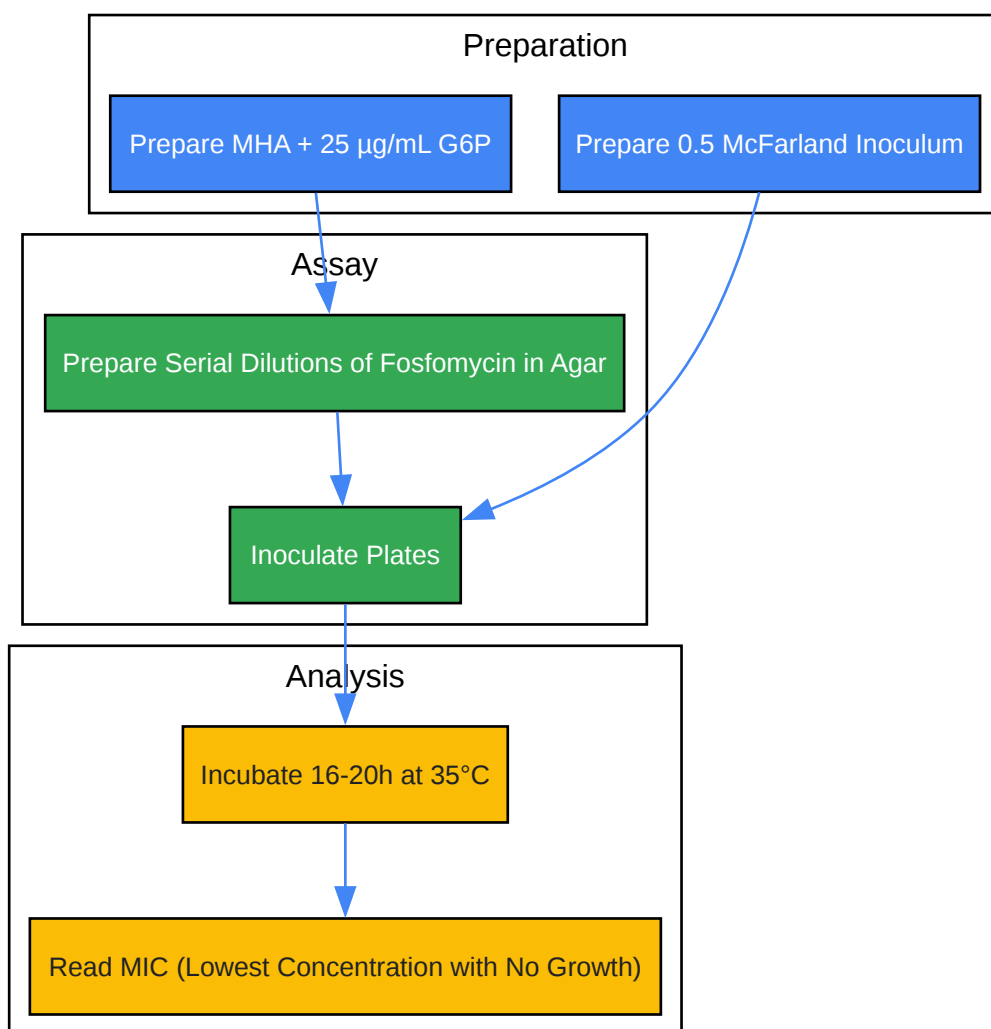 Preparation
Prepare MHA + 25 µg/mL G6P
Prepare 0.5 McFarland Inoculum
Assay
Prepare Serial Dilutions of Fosfomycin in Agar
Inoculate Plates
Analysis
Incubate 16-20h at 35°C
Read MIC (Lowest Concentration with No Growth)